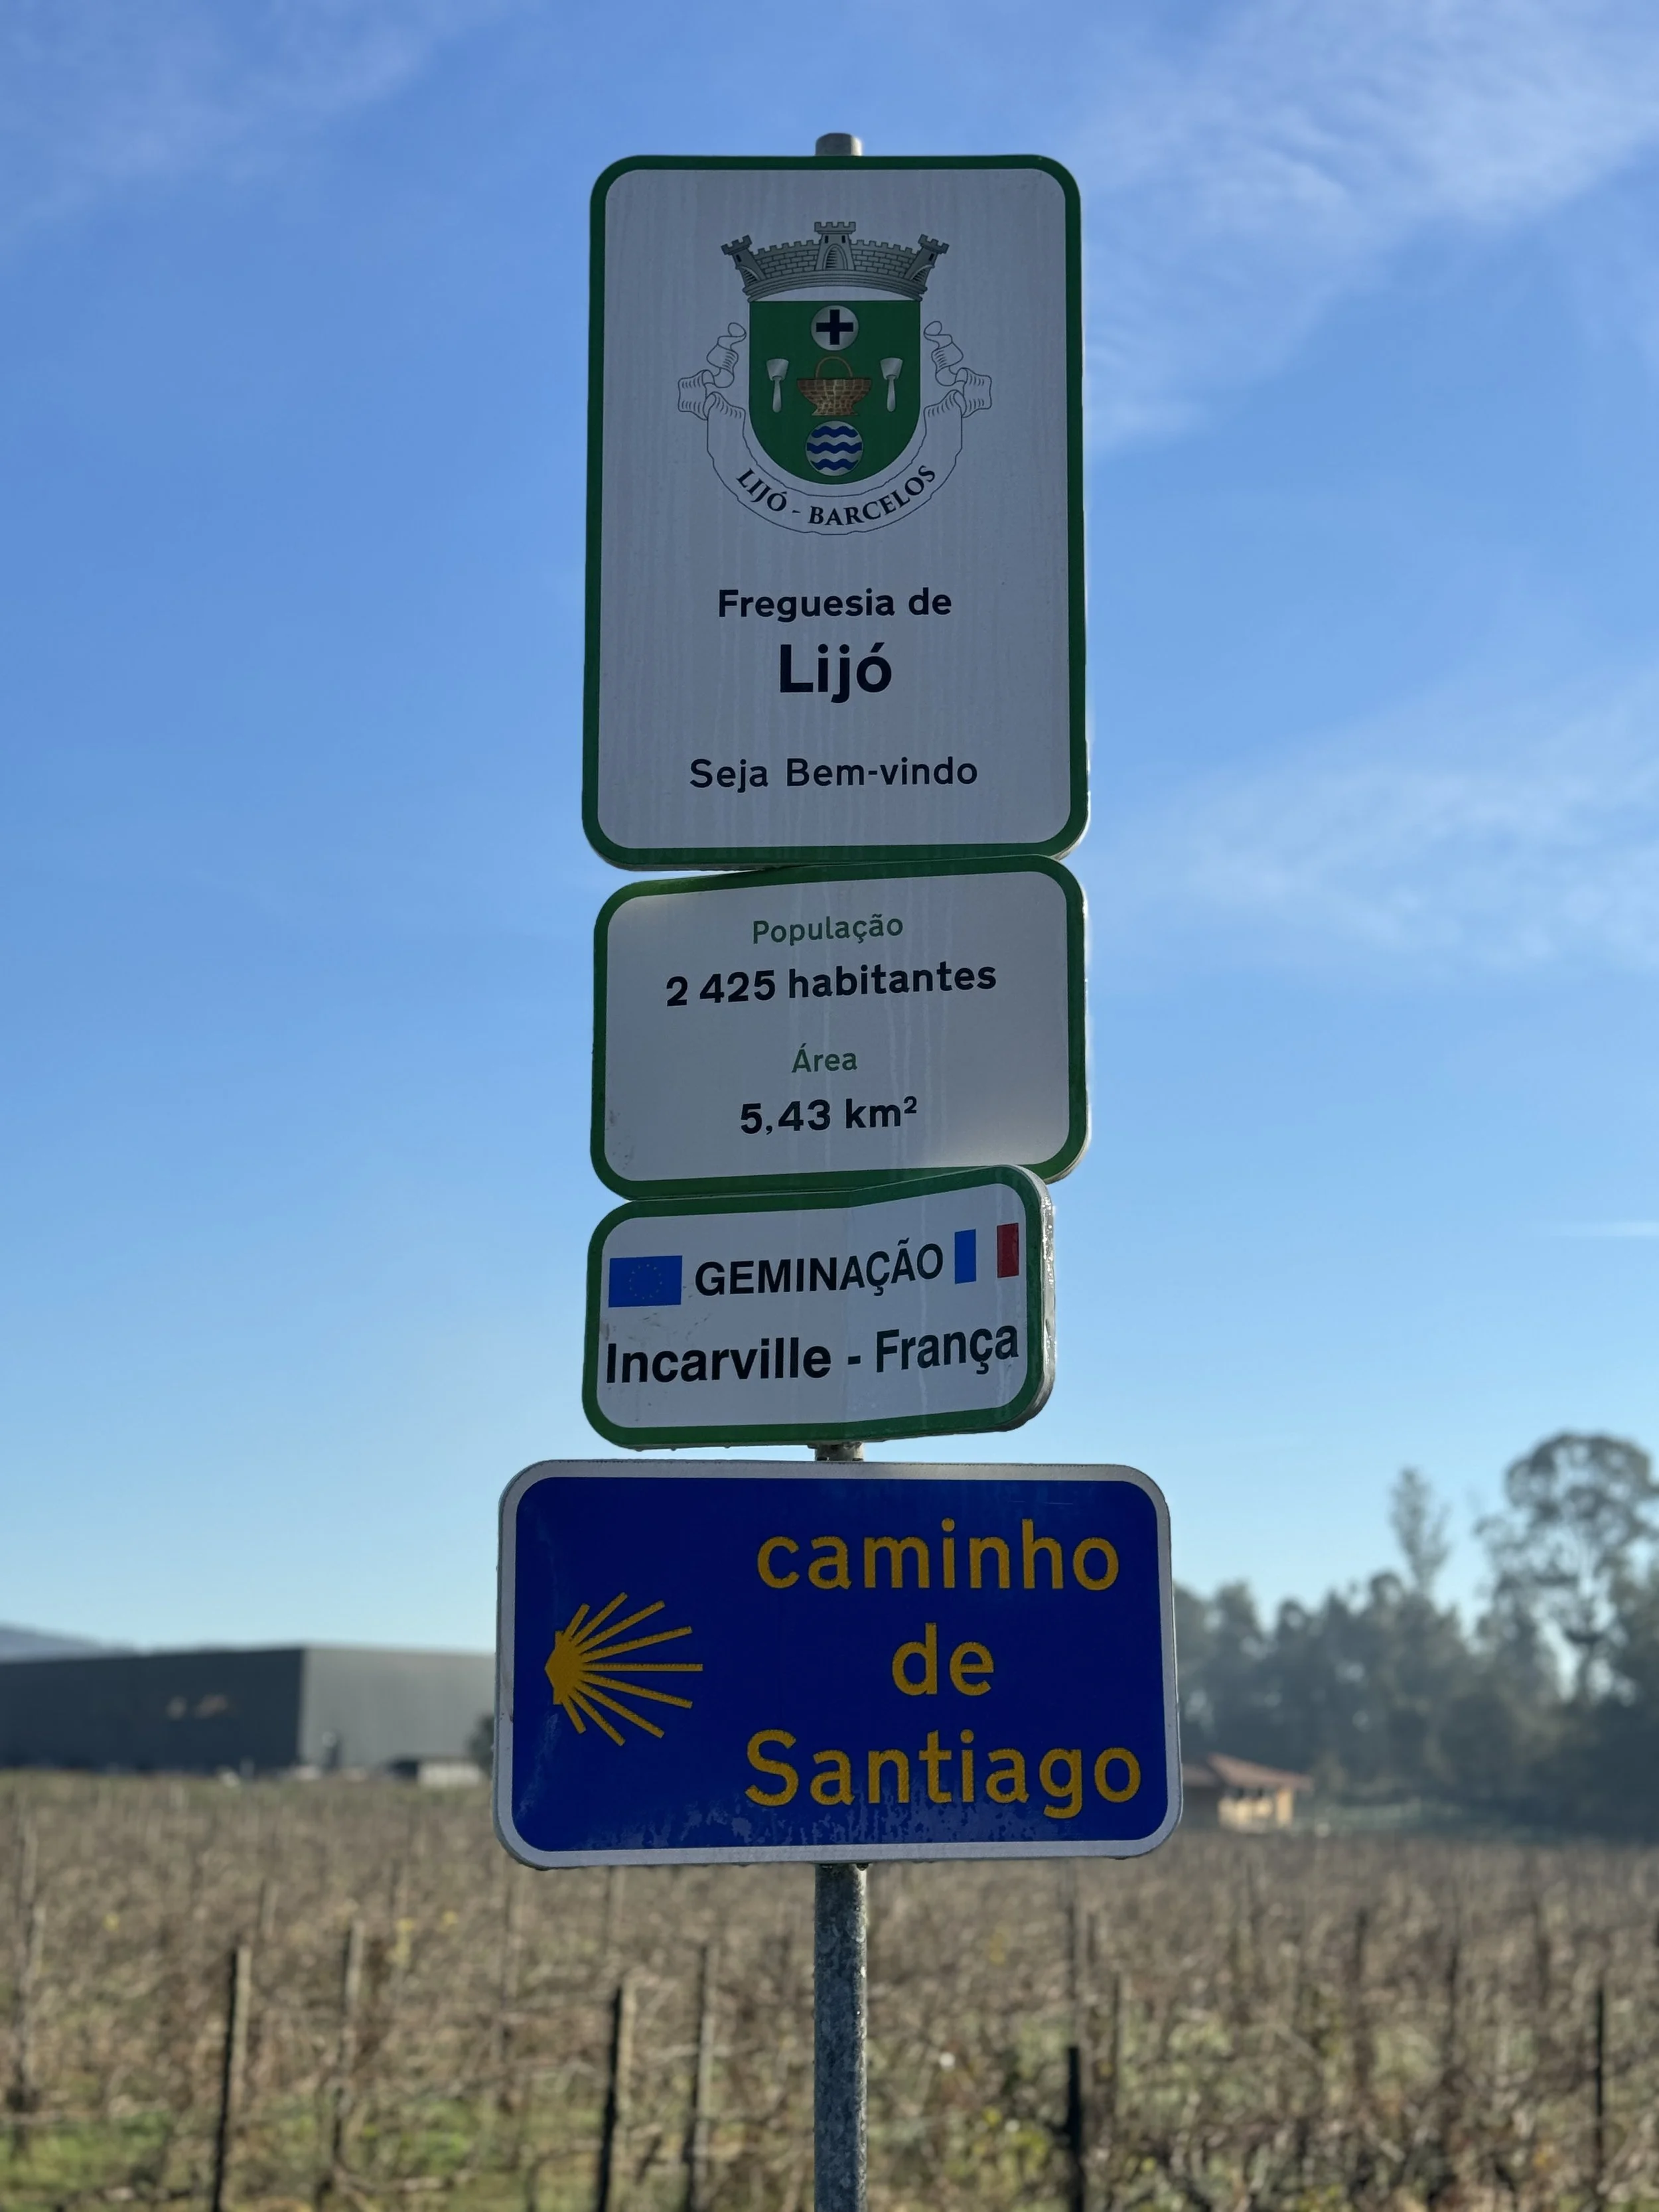 LIJÓ - BARCELOS
Freguesia de
Lijó
Seja Bem-vindo
População
2 425 habitantes
Área
5,43 km²
GEMINAÇÃO
Incarville - França
caminho
de
Santiago